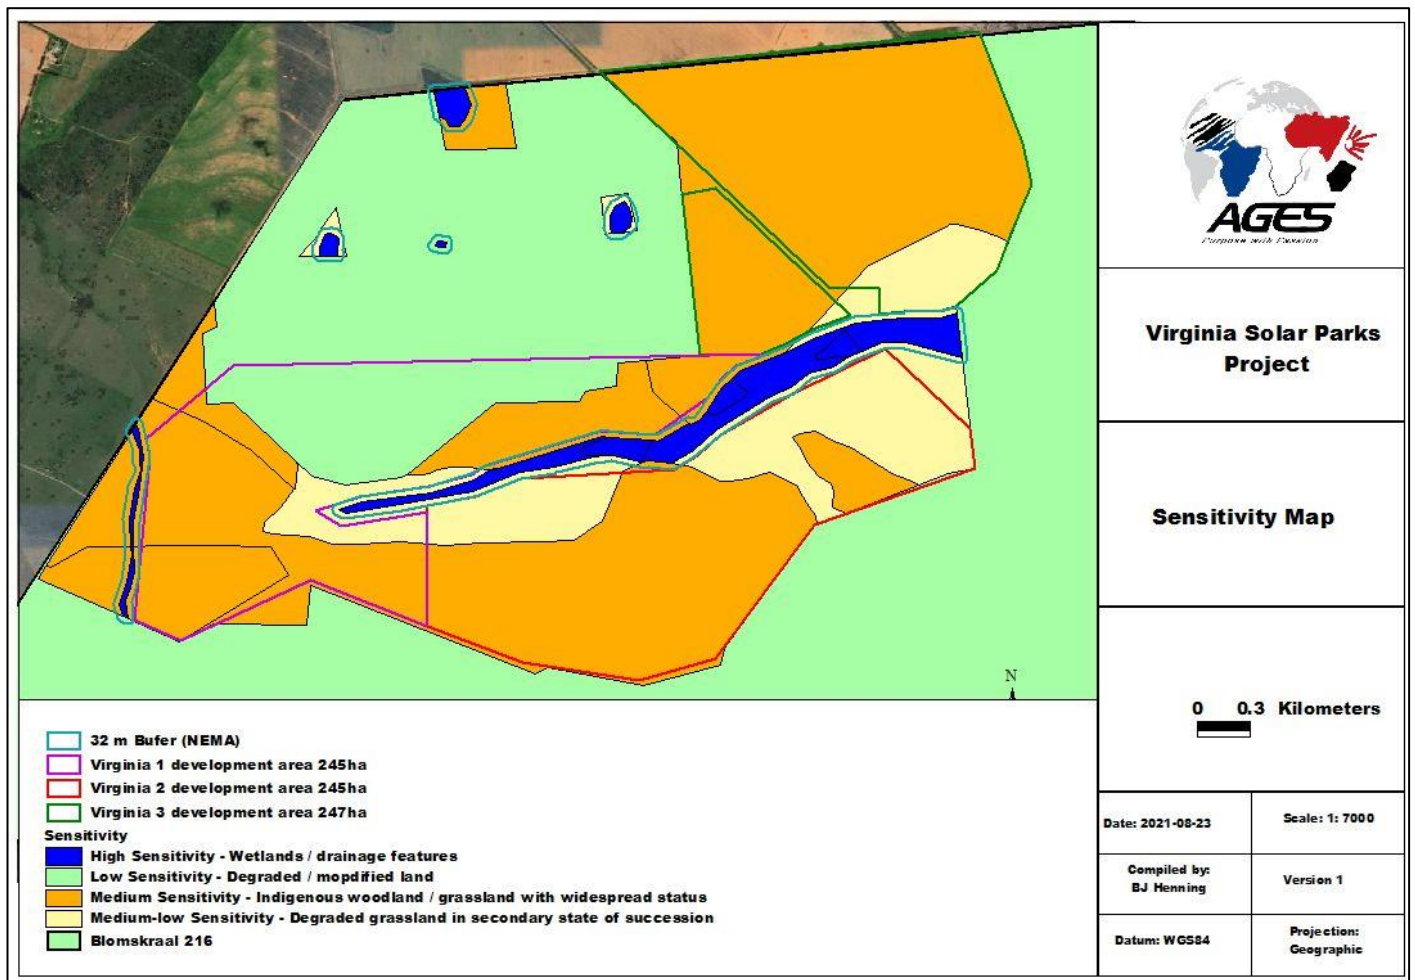 N
32 m Bufer (NEMA)
Virginia 1 development area 245ha
Virginia 2 development area 245ha
Virginia 3 development area 247ha
Sensitivity
High Sensitivity - Wetlands / drainage features
Low Sensitivity - Degraded / mopdified land
Medium Sensitivity - Indigenous woodland / grassland with widespread status
Medium-low Sensitivity - Degraded grassland in secondary state of succession
Blomskraal 216
AGES
Purpose with Passion
Virginia Solar Parks
Project
Sensitivity Map
0 0.3 Kilometers
Date: 2021-08-23
Scale: 1: 7000
Compiled by:
BJ Henning
Version 1
Datum: WGS84
Projection:
Geographic